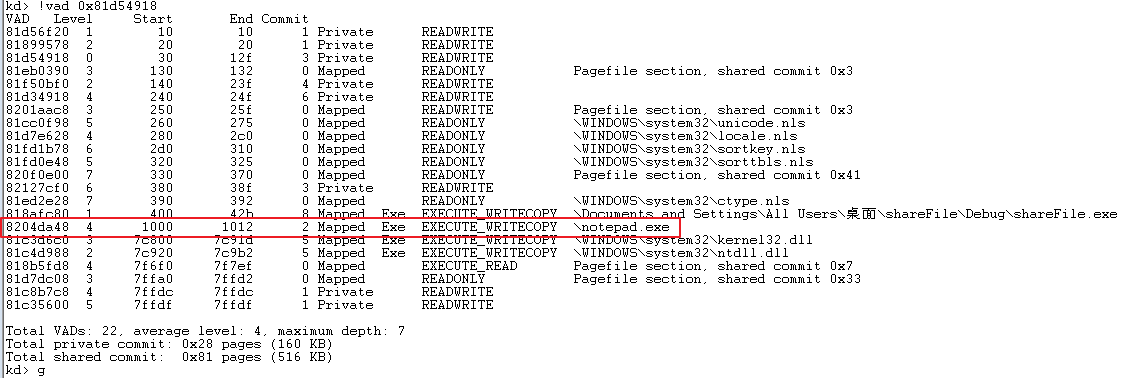 kd> !vad 0x81d54918
VAD    Level      Start      End Commit
81d56f20  1       10       10    1 Private      READWRITE
81899578  2       20       20    1 Private      READWRITE
81d54918  0       30      12f    3 Private      READWRITE
81eb0390  3      130      132    0 Mapped       READONLY          Pagefile section, shared commit 0x3
81f50bf0  2      140      23f    4 Private      READWRITE
81d34918  4      240      24f    6 Private      READWRITE
8201aac8  3      250      25f    0 Mapped       READWRITE         Pagefile section, shared commit 0x3
81cc0f98  5      260      275    0 Mapped       READONLY          \WINDOWS\system32\unicode.nls
81d7e628  4      280      2c0    0 Mapped       READONLY          \WINDOWS\system32\locale.nls
81fd1b78  6      2d0      310    0 Mapped       READONLY          \WINDOWS\system32\sortkey.nls
81fd0e48  5      320      325    0 Mapped       READONLY          \WINDOWS\system32\sorttbls.nls
820f0e00  7      330      370    0 Mapped       READONLY          Pagefile section, shared commit 0x41
82127cf0  6      380      38f    3 Private      READWRITE
81ed2e28  7      390      392    0 Mapped       READONLY          \WINDOWS\system32\ctype.nls
818afc80  1      400      42b    8 Mapped  Exe  EXECUTE_WRITECOPY  \Documents and Settings\All Users\桌面\shareFile\Debug\shareFile.exe
8204da48  4     1000     1012    2 Mapped  Exe  EXECUTE_WRITECOPY  \notepad.exe
81c3d6c0  3    7c800    7c91d    5 Mapped  Exe  EXECUTE_WRITECOPY  \WINDOWS\system32\kernel32.dll
81c4d988  2    7c920    7c9b2    5 Mapped  Exe  EXECUTE_WRITECOPY  \WINDOWS\system32\ntdll.dll
818b5fd8  4    7f6f0    7f7ef    0 Mapped       EXECUTE_READ      Pagefile section, shared commit 0x7
81d7dc08  3    7ffa0    7ffd2    0 Mapped       READONLY          Pagefile section, shared commit 0x33
81c8b7c8  4    7ffdc    7ffdc    1 Private      READWRITE
81c35600  5    7ffdf    7ffdf    1 Private      READWRITE
Total VADs: 22, average level: 4, maximum depth: 7
Total private commit: 0x28 pages (160 KB)
Total shared commit:  0x81 pages (516 KB)
kd> g